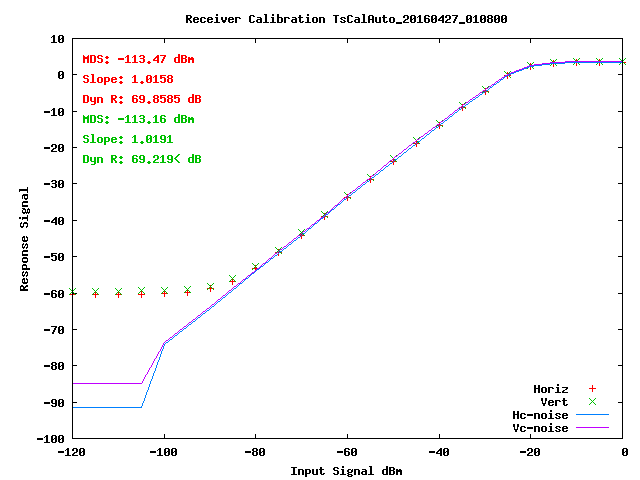 Receiver Calibration TsCalAuto_20160427_010800
10
0
-10
-20
-30
-40
-50
-60
-70
-80
-90
-100
Response Signal
MDS: -113.47 dBm
Slope: 1.0158
Dyn R: 69.8585 dB
MDS: -113.16 dBm
Slope: 1.0191
Dyn R: 69.219< dB
Horiz
Vert
Hc-noise
Vc-noise
-120
-100
-80
-60
-40
-20
0
Input Signal dBm